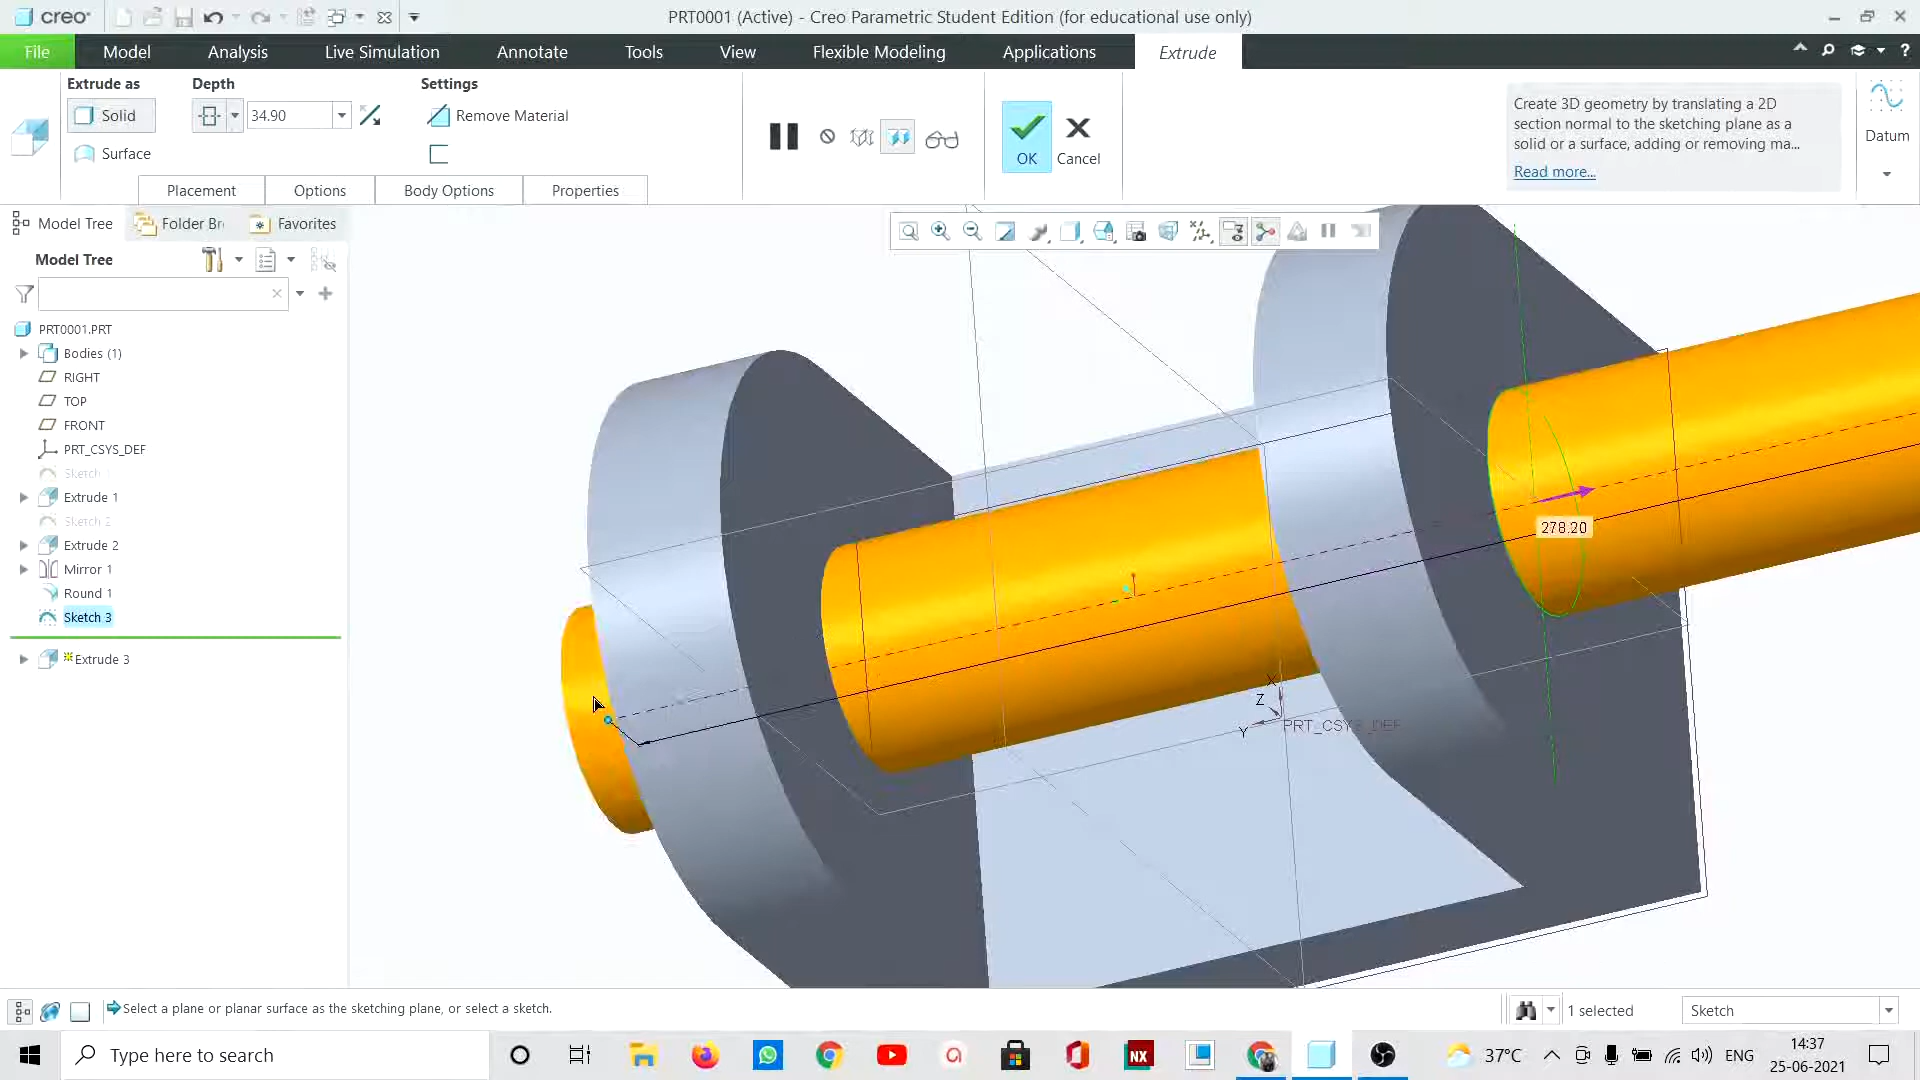 creo
PRT0001 (Active) - Creo Parametric Student Edition (for educational use only)
File
Model
Analysis
Live Simulation
Annotate
Tools
View
Flexible Modeling
Applications
Extrude
Extrude as
Depth
Settings
Solid
34.90
Remove Material
Surface
OK
Cancel
Create 3D geometry by translating a 2D
section normal to the sketching plane as a
solid or a surface, adding or removing ma...
Read more...
Datum
Placement
Options
Body Options
Properties
Model Tree
Folder Br
Favorites
Model Tree
PRT0001.PRT
Bodies (1)
RIGHT
TOP
FRONT
PRT_CSYS_DEF
Sketch
Extrude 1
Sketch 2
Extrude 2
Mirror 1
Round 1
Sketch 3
Extrude 3
278.20
X
Z
Y
PRT_CSYS_DEF
Select a plane or planar surface as the sketching plane, or select a sketch.
1 selected
Sketch
Type here to search
NX
37°C
ENG
14:37
25-06-2021